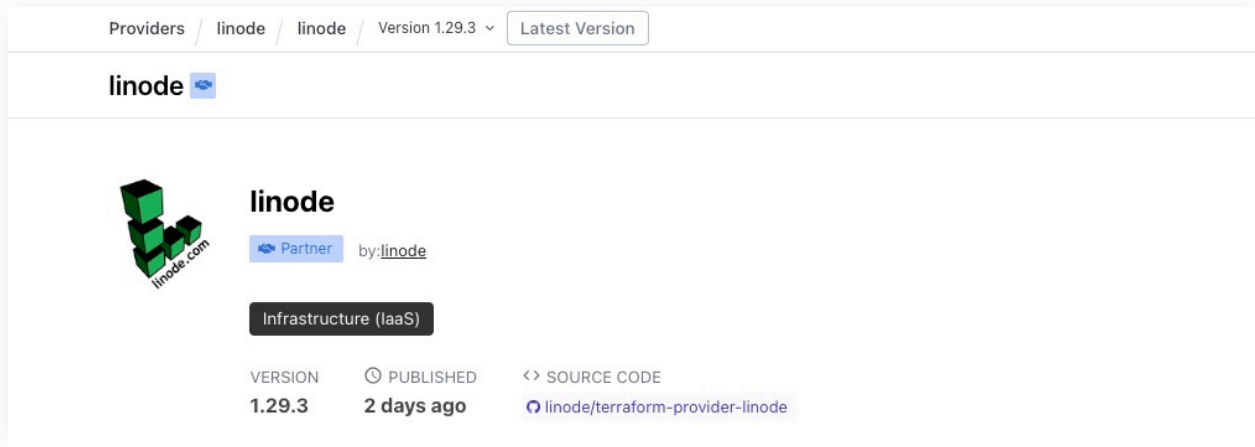 Providers / linode / linode / Version 1.29.3 Latest Version
linode
linode
Partner by:linode
linode.com
Infrastructure (IaaS)
VERSION PUBLISHED <> SOURCE CODE
1.29.3 2 days ago linode/terraform-provider-linode